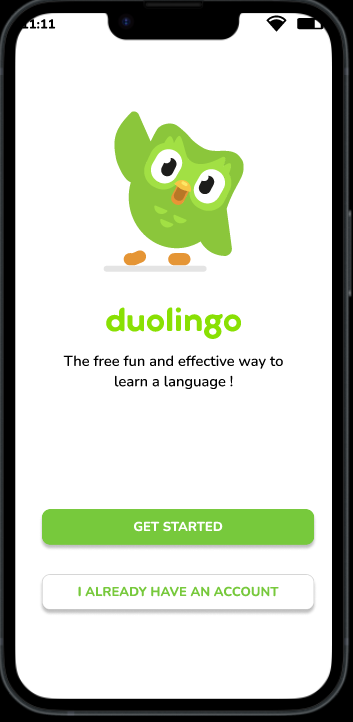 11:11
duolingo
The free fun and effective way to
learn a language !
GET STARTED
I ALREADY HAVE AN ACCOUNT